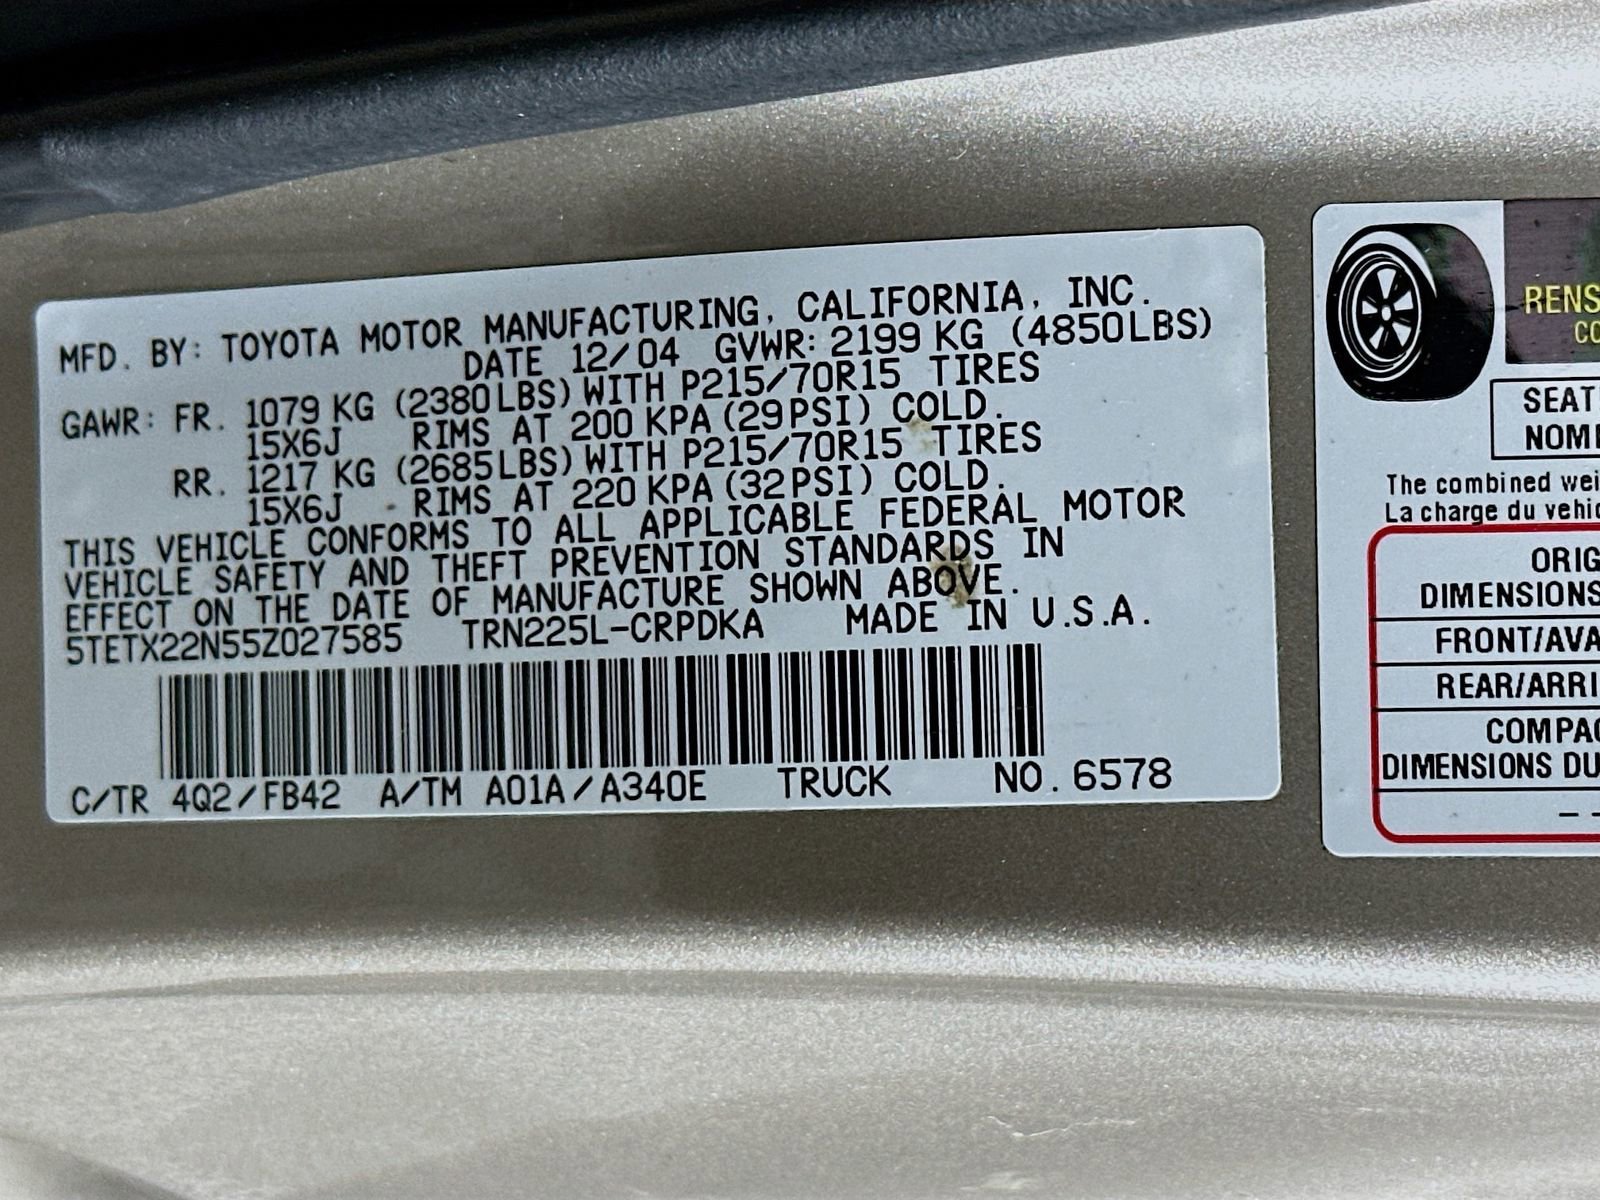 MFD. BY: TOYOTA MOTOR MANUFACTURING, CALIFORNIA, INC.
DATE 12/04 GVWR: 2199 KG (4850LBS)
GAWR: FR. 1079 KG (2380LBS) WITH P215/70R15 TIRES
15X6J RIMS AT 200 KPA (29PSI) COLD.
RR. 1217 KG (2685LBS) WITH P215/70R15 TIRES
15X6J RIMS AT 220 KPA (32PSI) COLD.
THIS VEHICLE CONFORMS TO ALL APPLICABLE FEDERAL MOTOR
VEHICLE SAFETY AND THEFT PREVENTION STANDARDS IN
EFFECT ON THE DATE OF MANUFACTURE SHOWN ABOVE.
5TETX22N55Z027585 TRN225L-CRPDKA MADE IN U.S.A.
C/TR 4Q2/FB42 A/TM A01A/A340E TRUCK NO. 6578
RENS
CO
SEAT
NOM
The combined wei
La charge du vehic
ORIG
DIMENSIONS
FRONT/AVA
REAR/ARRI
COMPAC
DIMENSIONS DU
– –